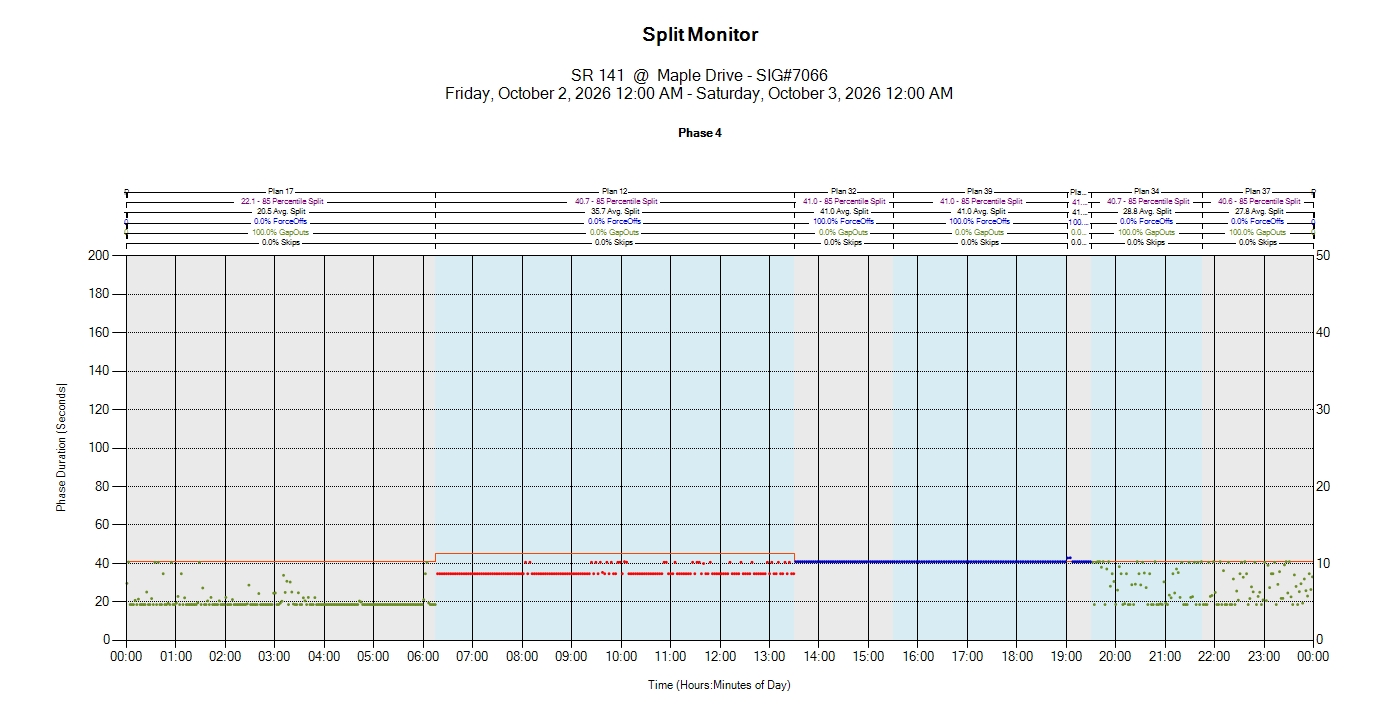 Split Monitor
SR 141 @ Maple Drive - SIG#7066
Friday, October 2, 2026 12:00 AM - Saturday, October 3, 2026 12:00 AM
Phase 4
Plan 17 Plan 12 Plan 32 Plan 39 Pla... Plan 34 Plan 37
22.1 - 85 Percentile Split 40.7 - 85 Percentile Split 41.0 - 85 Percentile Split 41.0 - 85 Percentile Split 41... 40.7 - 85 Percentile Split 40.6 - 85 Percentile Split
20.5 Avg. Split 35.7 Avg. Split 41.0 Avg. Split 41.0 Avg. Split 41... 28.8 Avg. Split 27.8 Avg. Split
0.0% ForceOffs 0.0% ForceOffs 100.0% ForceOffs 100.0% ForceOffs 100... 0.0% ForceOffs 0.0% ForceOffs
100.0% GapOuts 0.0% GapOuts 0.0% GapOuts 0.0% GapOuts 0.0... 100.0% GapOuts 100.0% GapOuts
0.0% Skips 0.0% Skips 0.0% Skips 0.0% Skips 0.0... 0.0% Skips 0.0% Skips
200 50
180
160 40
140
120 30
100
80 20
60
40 10
20
0 0
Phase Duration (Seconds)
00:00 01:00 02:00 03:00 04:00 05:00 06:00 07:00 08:00 09:00 10:00 11:00 12:00 13:00 14:00 15:00 16:00 17:00 18:00 19:00 20:00 21:00 22:00 23:00 00:00
Time (Hours:Minutes of Day)